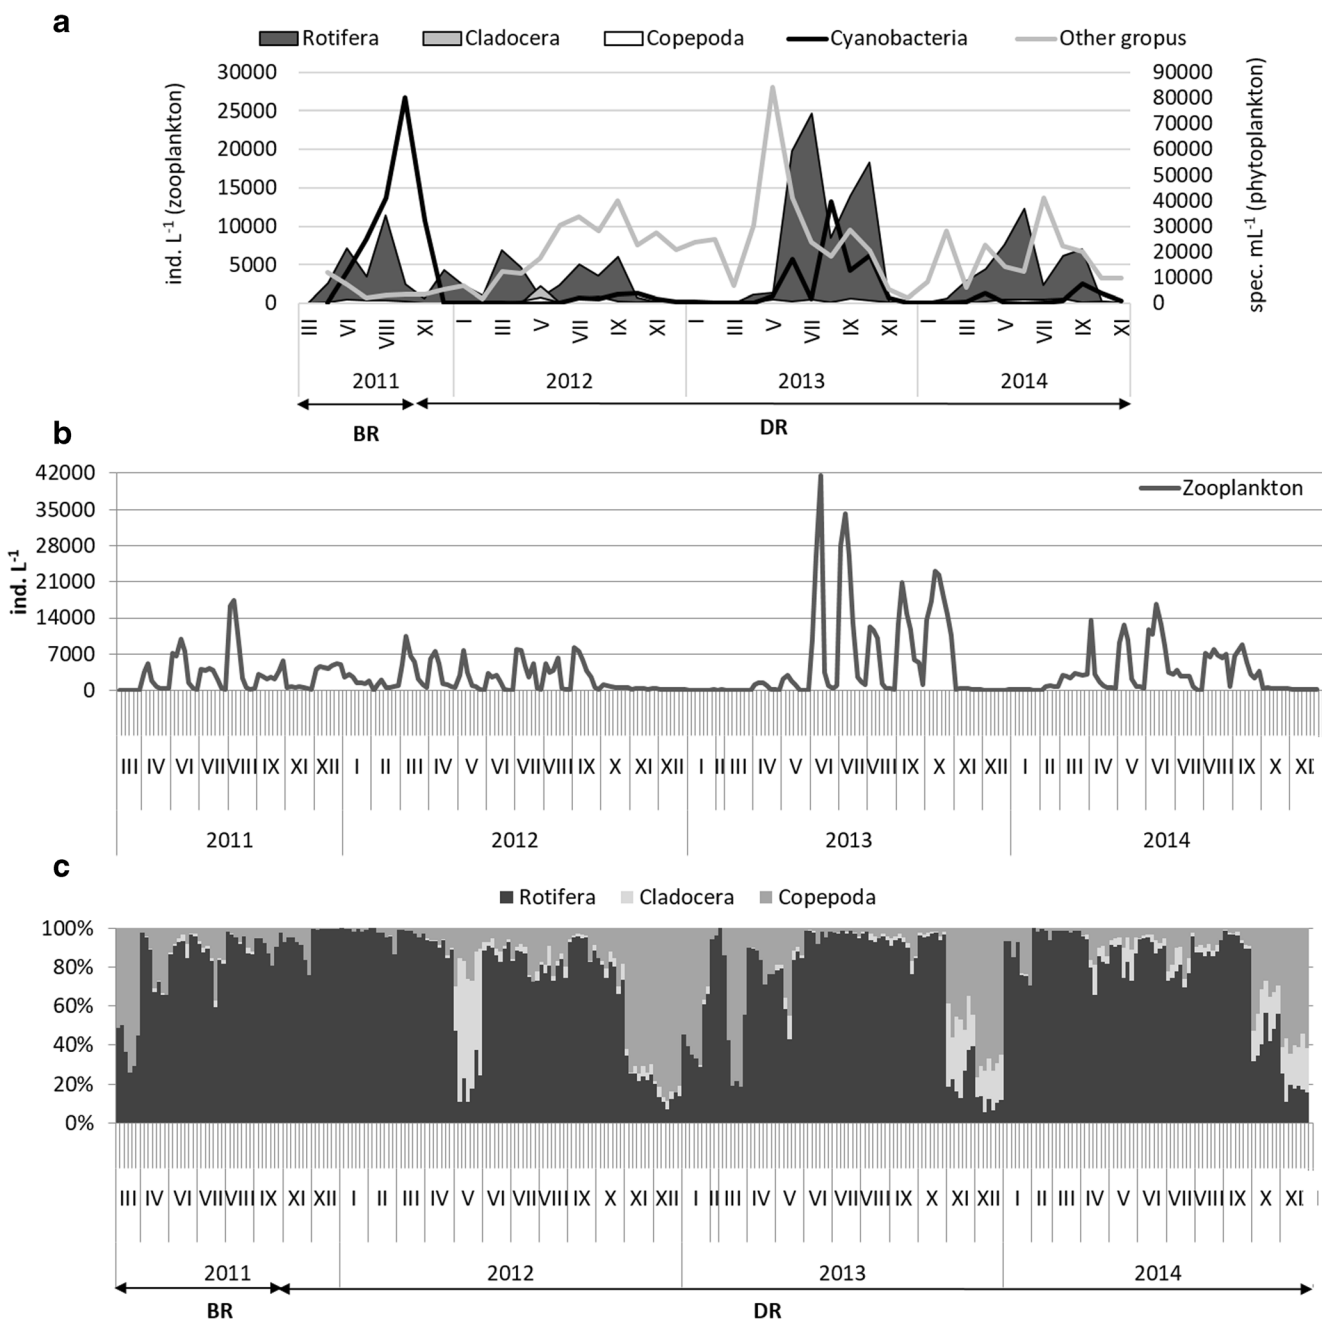 a
Rotifera Cladocera Copepoda Cyanobacteria Other gropus
ind. L-1 (zooplankton)
30000
25000
20000
15000
10000
5000
0
90000
80000
70000
60000
50000
40000
30000
20000
10000
0
spec. mL-1 (phytoplankton)
III VI VIII XI I III V VII IX XI I III V VII IX XI I III V VII IX XI
2011 2012 2013 2014
BR DR
b
ind. L-1
42000
35000
28000
21000
14000
7000
0
Zooplankton
III IV VI VII VIII IX XI XII I II III IV V VI VII VIII IX X XI XII I II III IV V VI VII VIII IX X XI XII I II III IV V VI VII VIII IX X XI
2011 2012 2013 2014
c
Rotifera Cladocera Copepoda
100%
80%
60%
40%
20%
0%
III IV VI VII VIII IX XI XII I II III IV V VI VII VIII IX X XI XII I II III IV V VI VII VIII IX X XI XII I II III IV V VI VII VIII IX X XI
2011 2012 2013 2014
BR DR